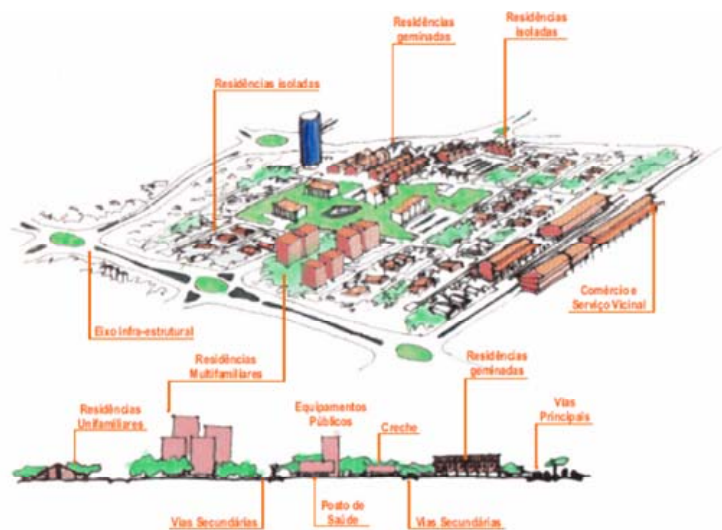 Residências
geminadas
Residências
isoladas
Residências isoladas
Comércio e
Serviço Vicinal
Eixo infra-estrutural
Residências
Multifamiliares
Residências
geminadas
Residências
Unifamiliares
Equipamentos
Públicos
Creche
Vias
Principais
Vias Secundárias
Posto de
Saúde
Vias Secundárias